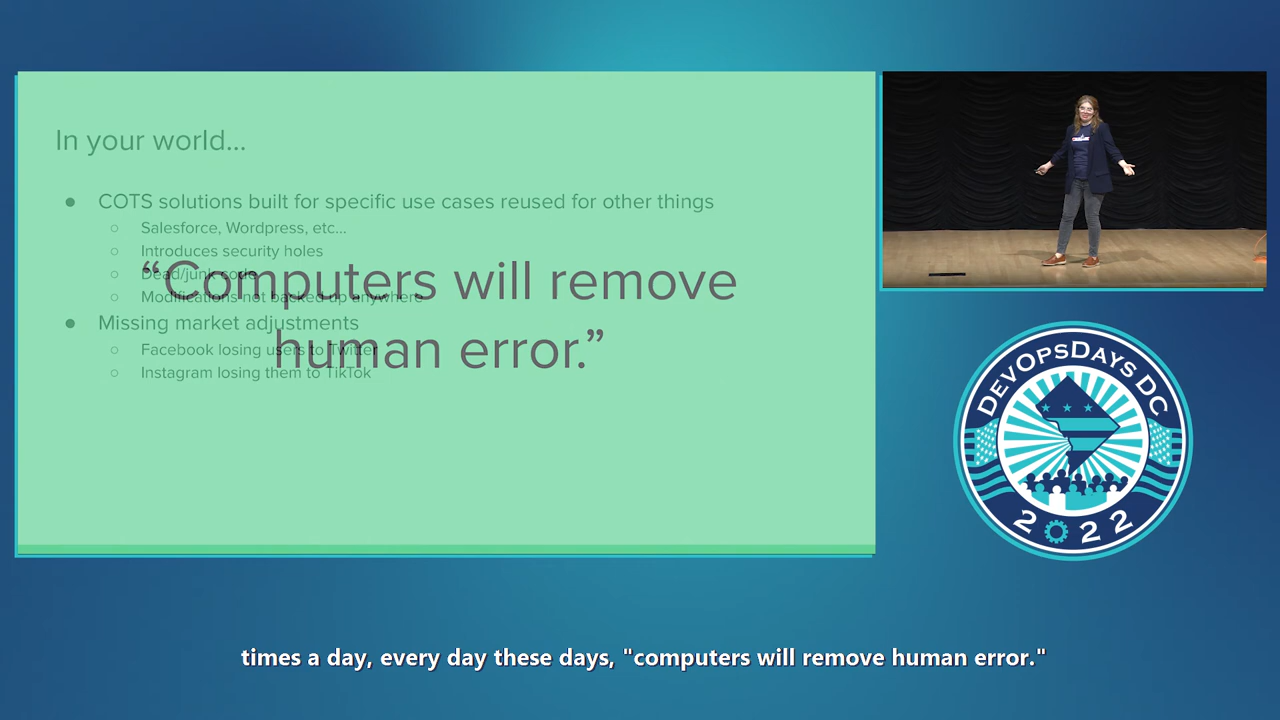 In your world...
● COTS solutions built for specific use cases reused for other things
○ Salesforce, Wordpress, etc...
○ Introduces security holes
○ Dead/junk code
○ Modifications not backed up anywhere
● Missing market adjustments
○ Facebook losing users to Twitter
○ Instagram losing them to TikTok
“Computers will remove
human error.”
DEVOPSDAYS DC
2022
times a day, every day these days, "computers will remove human error."